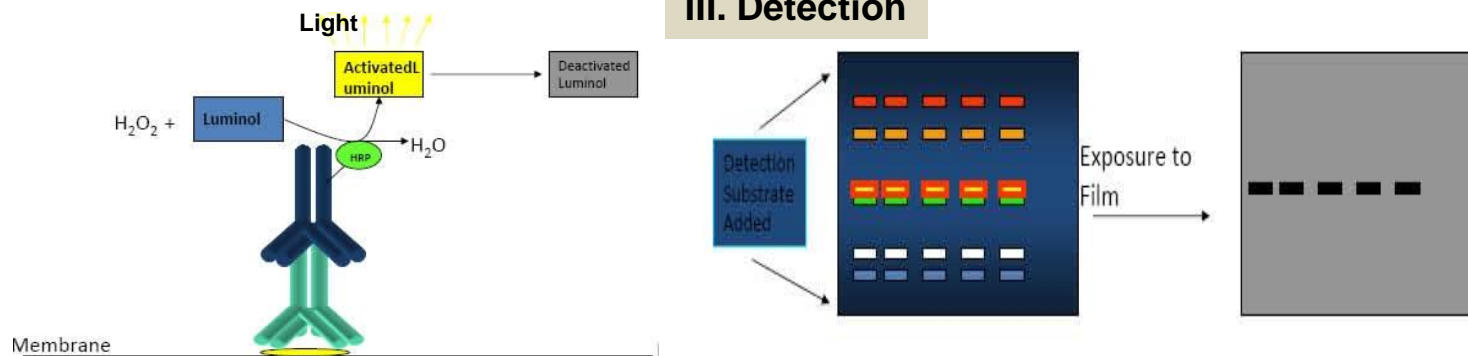 Light
ActivatedL
uminol
Deactivated
Luminol
H₂O₂ +
Luminol
HRP
H₂O
Membrane
III. Detection
Detection
Substrate
Added
Exposure to
Film